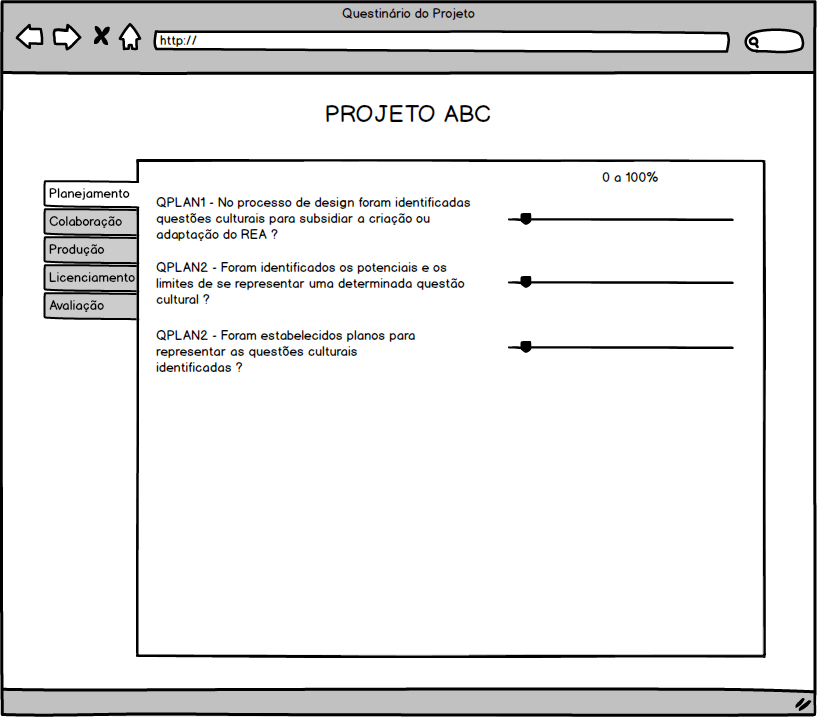 Questinário do Projeto
http://
PROJETO ABC
Planejamento
Colaboração
Produção
Licenciamento
Avaliação
0 a 100%
QPLAN1 - No processo de design foram identificadas
questões culturais para subsidiar a criação ou
adaptação do REA ?
QPLAN2 - Foram identificados os potenciais e os
limites de se representar uma determinada questão
cultural ?
QPLAN2 - Foram estabelecidos planos para
representar as questões culturais
identificadas ?